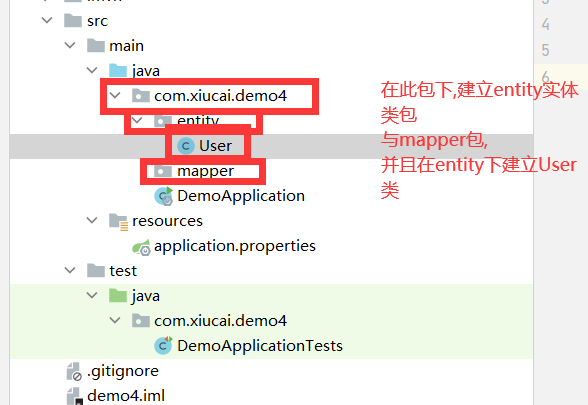 src
main
java
com.xiucai.demo4
entity
User
mapper
DemoApplication
resources
application.properties
test
java
com.xiucai.demo4
DemoApplicationTests
.gitignore
demo4.iml
4
5
6
在此包下,建立entity实体
类包
与mapper包,
并且在entity下建立User
类